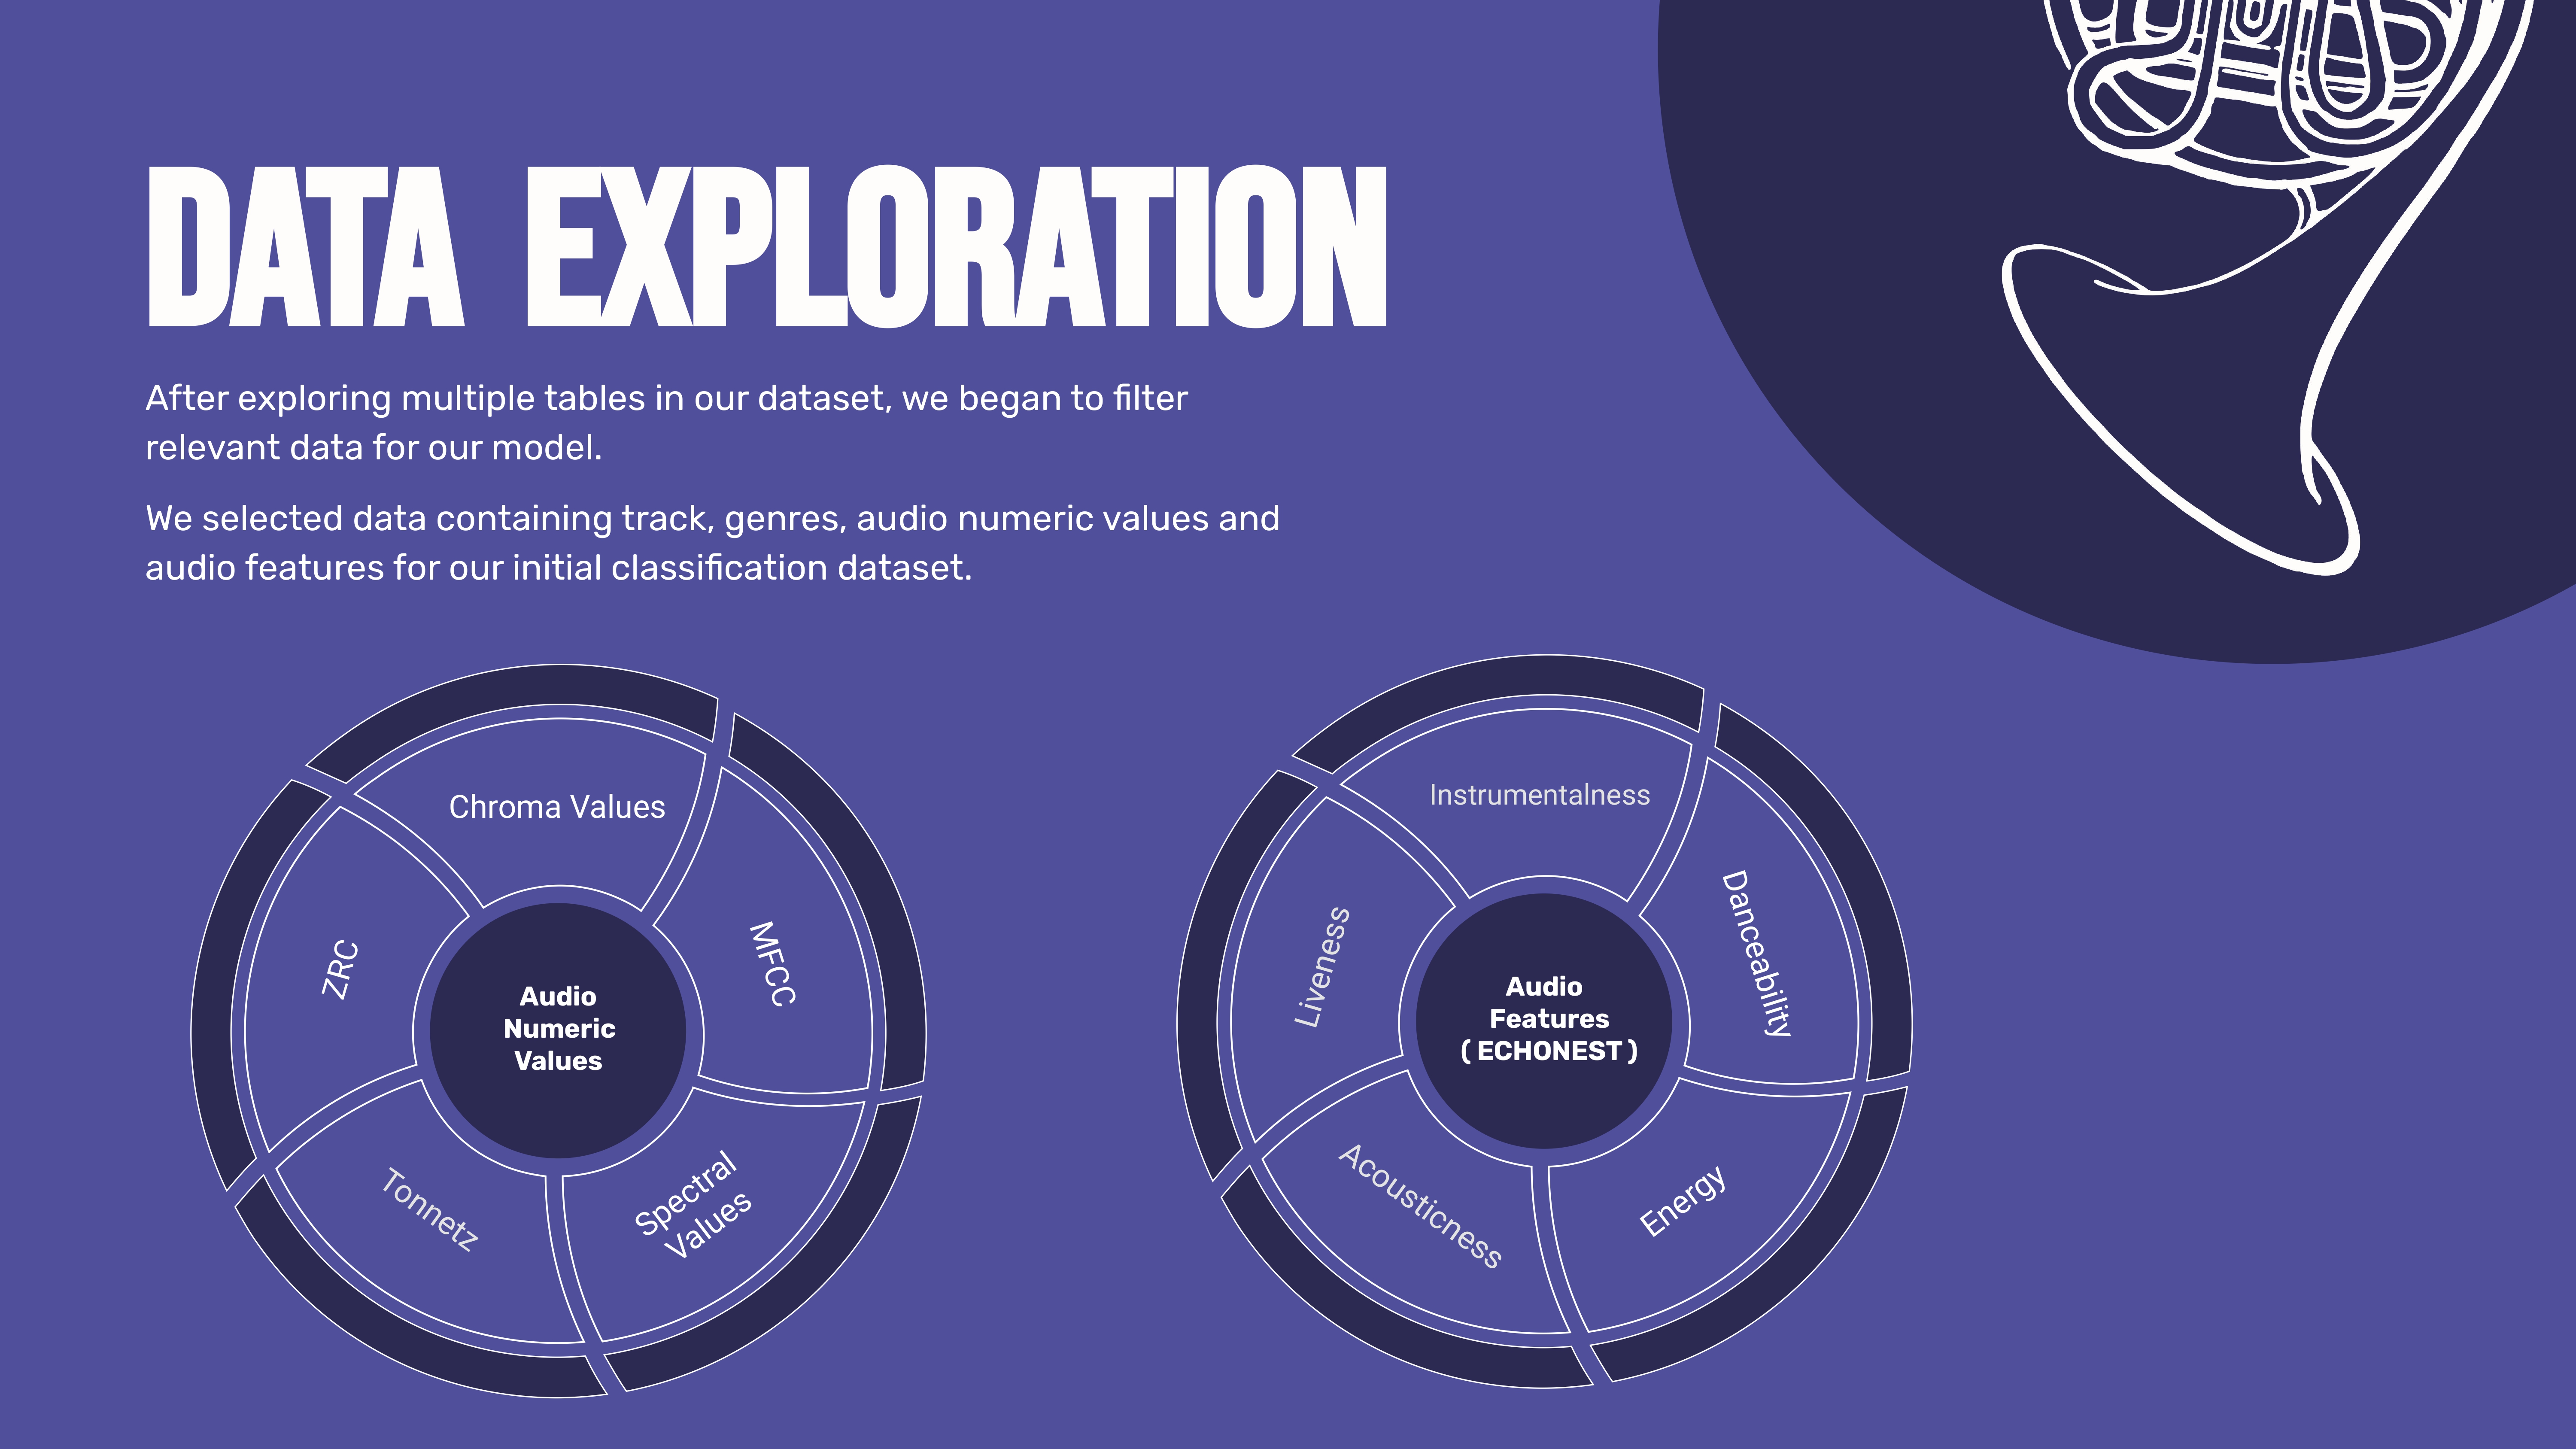 DATA EXPLORATION
After exploring multiple tables in our dataset, we began to filter
relevant data for our model.
We selected data containing track, genres, audio numeric values and
audio features for our initial classification dataset.
Chroma Values
MFCC
Spectral
Values
Tonnetz
ZRC
Audio
Numeric
Values
Instrumentalness
Danceability
Energy
Acousticness
Liveness
Audio
Features
( ECHONEST )